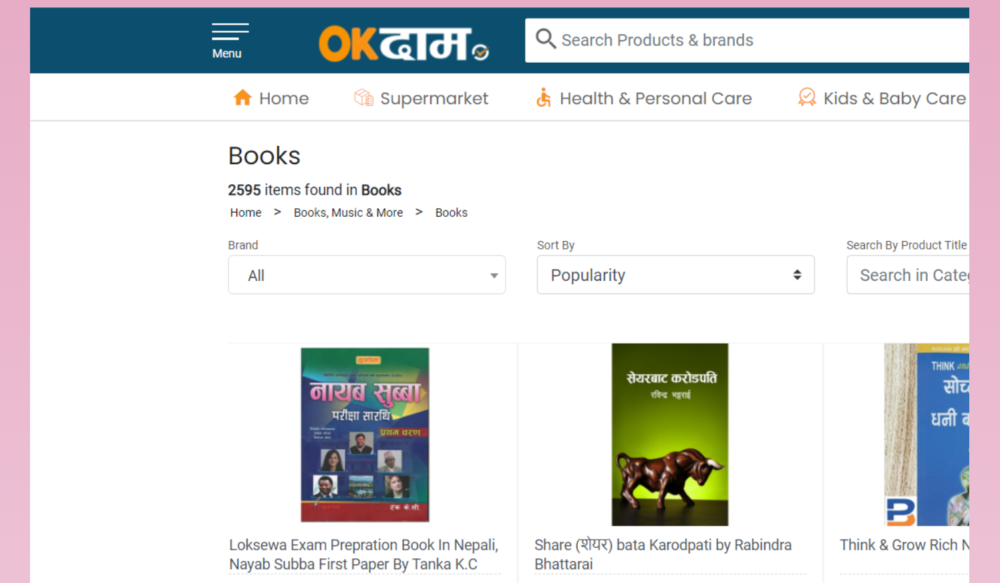 Menu
OKदाम
Search Products & brands
Home
Supermarket
Health & Personal Care
Kids & Baby Care
Books
2595 items found in Books
Home > Books, Music & More > Books
Brand
Sort By
Search By Product Title
All
Popularity
Search in Cate
नायब सुब्बा
परीक्षा सारथि
प्रथम चरण
टंक के.सी.
सेयरबाट करोडपति
रविन्द्र भट्टराई
THINK and
सोच
धनी ब
Loksewa Exam Prepration Book In Nepali,
Nayab Subba First Paper By Tanka K.C
Share (शेयर) bata Karodpati by Rabindra
Bhattarai
Think & Grow Rich N